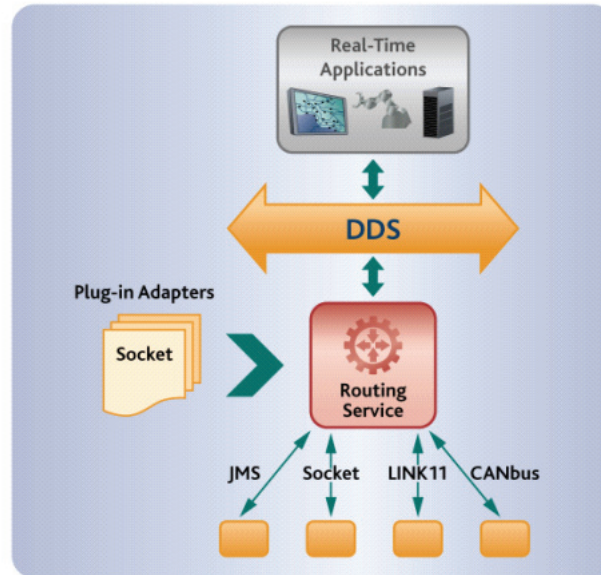 Real-Time
Applications
DDS
Plug-in Adapters
Socket
Routing
Service
JMS
Socket
LINK11
CANbus